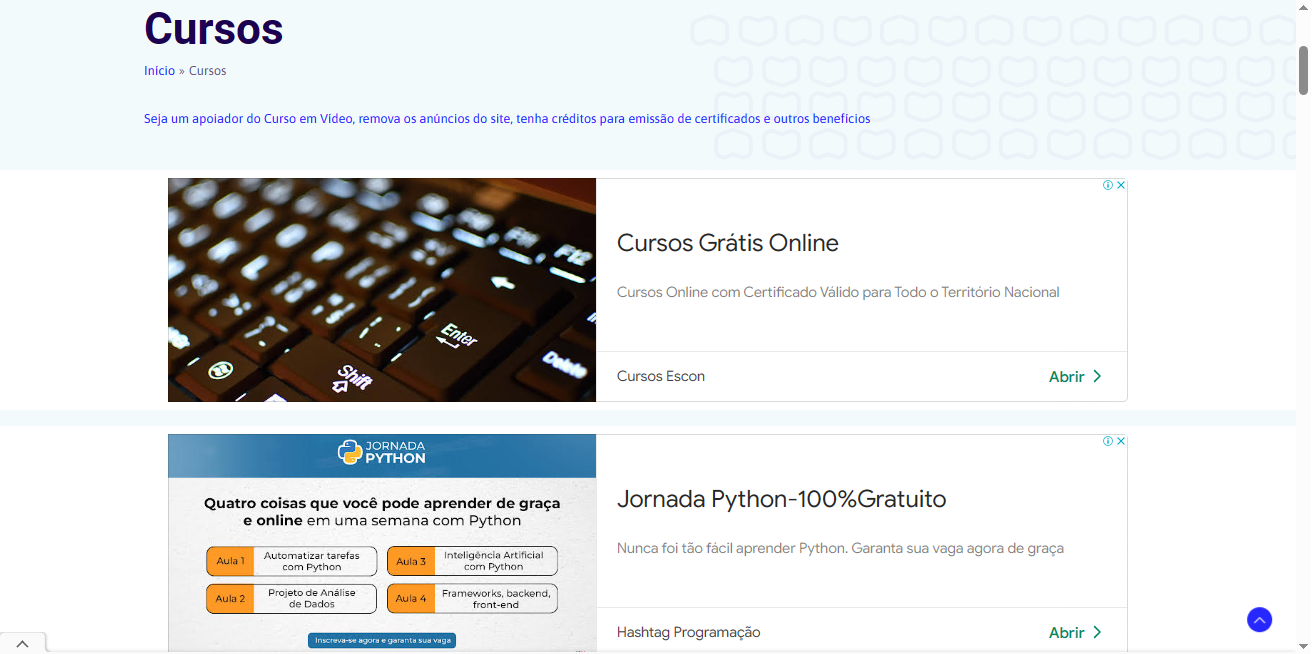 Cursos
Início » Cursos
Seja um apoiador do Curso em Vídeo, remova os anúncios do site, tenha créditos para emissão de certificados e outros benefícios
F11
F12
Enter
Shift
Delete
Cursos Grátis Online
Cursos Online com Certificado Válido para Todo o Território Nacional
Cursos Escon
Abrir
JORNADA
PYTHON
Quatro coisas que você pode aprender de graça
e online em uma semana com Python
Aula 1
Automatizar tarefas
com Python
Aula 3
Inteligência Artificial
com Python
Aula 2
Projeto de Análise
de Dados
Aula 4
Frameworks, backend,
front-end
Inscreva-se agora e garanta sua vaga
Jornada Python-100%Gratuito
Nunca foi tão fácil aprender Python. Garanta sua vaga agora de graça
Hashtag Programação
Abrir